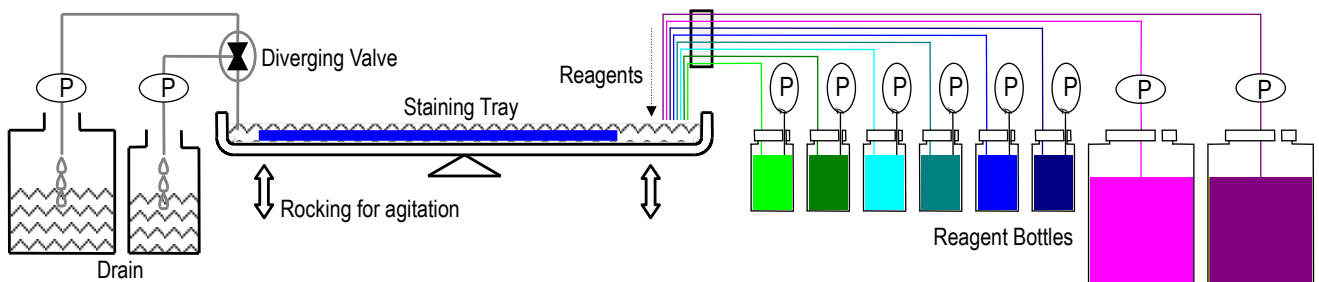 Diverging Valve
Reagents
Staining Tray
P
P
P
P
P
P
P
P
P
P
Rocking for agitation
Reagent Bottles
Drain